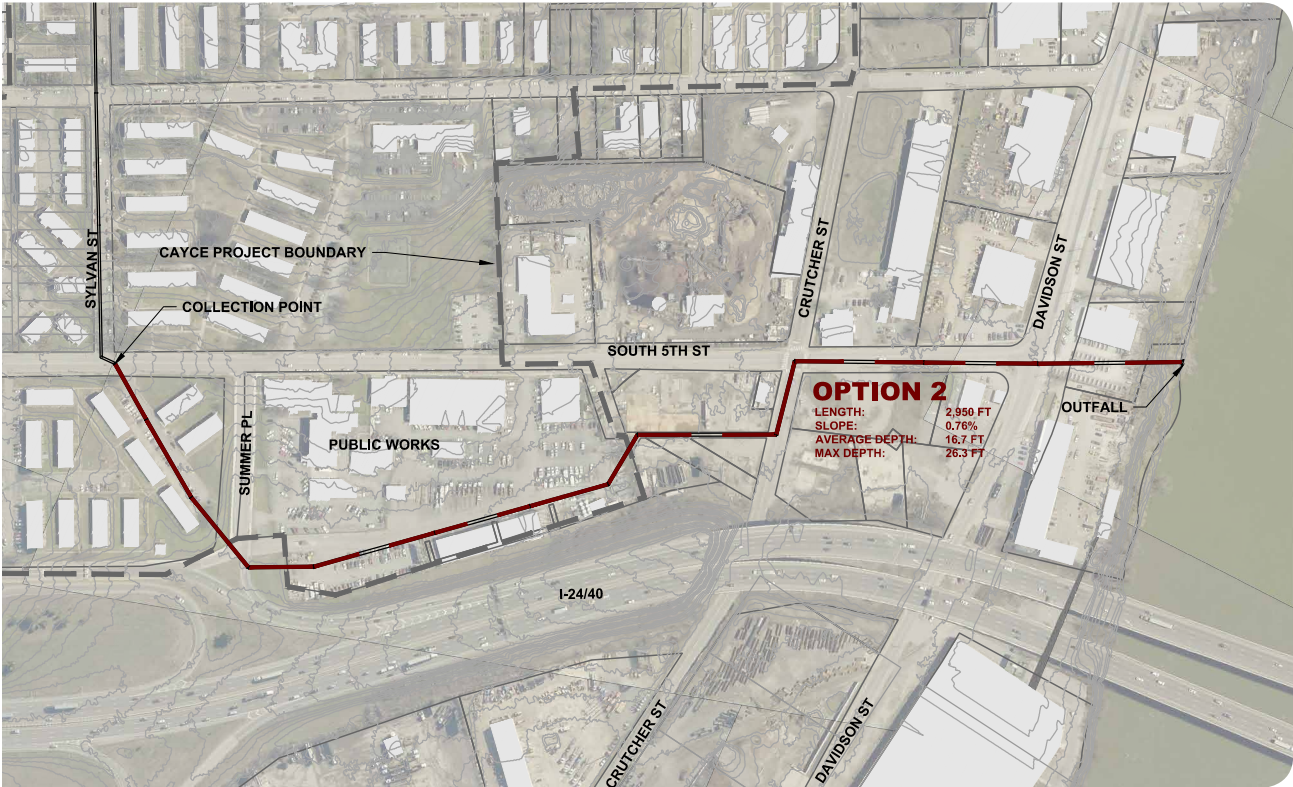 CAYCE PROJECT BOUNDARY
SYLVAN ST
COLLECTION POINT
CRUTCHER ST
DAVIDSON ST
SOUTH 5TH ST
OPTION 2
LENGTH: 2,950 FT
SLOPE: 0.76%
AVERAGE DEPTH: 16.7 FT
MAX DEPTH: 26.3 FT
OUTFALL
SUMMER PL
PUBLIC WORKS
I-24/40
CRUTCHER ST
DAVIDSON ST